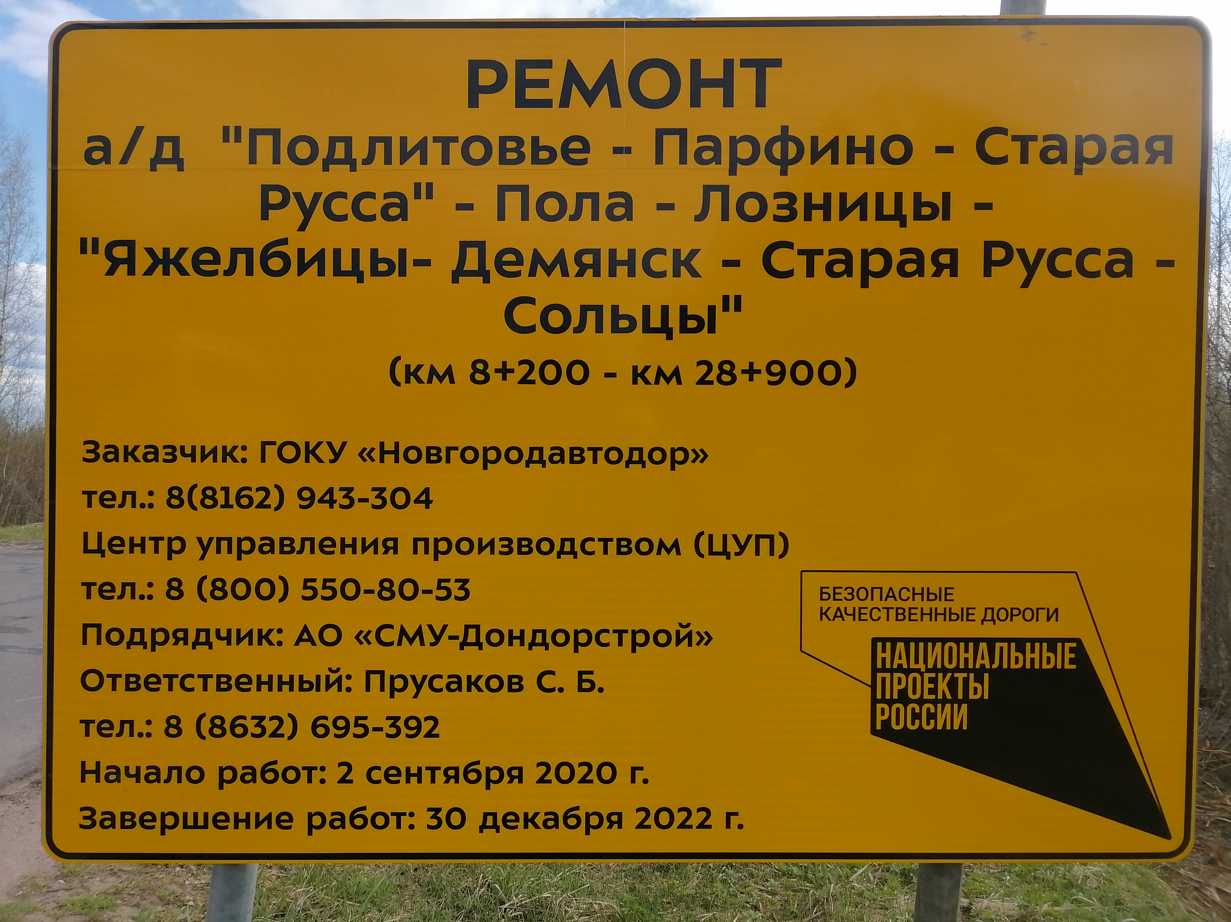 РЕМОНТ
а/д "Подлитовье - Парфино - Старая
Русса" - Пола - Лозницы -
"Яжелбицы- Демянск - Старая Русса -
Сольцы"
(км 8+200 - км 28+900)
Заказчик: ГОКУ «Новгородавтодор»
тел.: 8(8162) 943-304
Центр управления производством (ЦУП)
тел.: 8 (800) 550-80-53
Подрядчик: АО «СМУ-Дондорстрой»
Ответственный: Прусаков С. Б.
тел.: 8 (8632) 695-392
Начало работ: 2 сентября 2020 г.
Завершение работ: 30 декабря 2022 г.
БЕЗОПАСНЫЕ
КАЧЕСТВЕННЫЕ ДОРОГИ
НАЦИОНАЛЬНЫЕ
ПРОЕКТЫ
РОССИИ